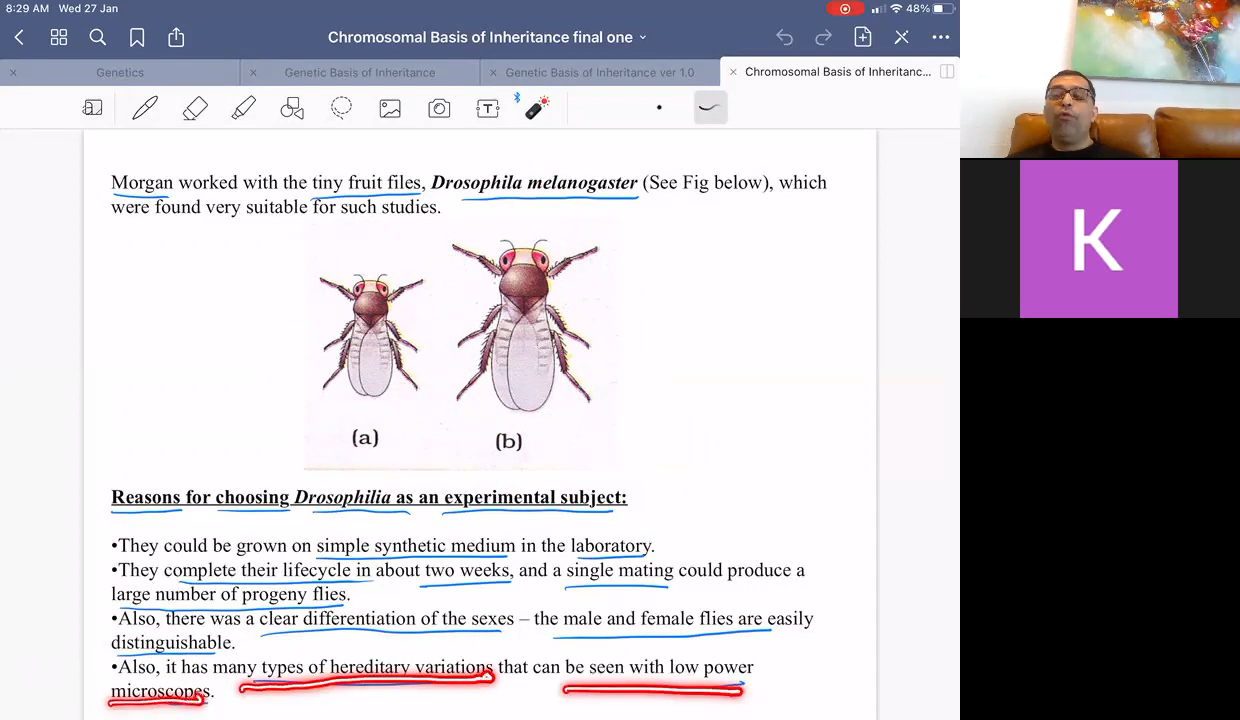 8:29 AM Wed 27 Jan
48%
Chromosomal Basis of Inheritance final one
Genetics
Genetic Basis of Inheritance
Genetic Basis of Inheritance ver 1.0
Chromosomal Basis of Inheritanc...
Morgan worked with the tiny fruit files, Drosophila melanogaster (See Fig below), which
were found very suitable for such studies.
(a) (b)
K
Reasons for choosing Drosophilia as an experimental subject:
•They could be grown on simple synthetic medium in the laboratory.
•They complete their lifecycle in about two weeks, and a single mating could produce a
large number of progeny flies.
•Also, there was a clear differentiation of the sexes – the male and female flies are easily
distinguishable.
•Also, it has many types of hereditary variations that can be seen with low power
microscopes.